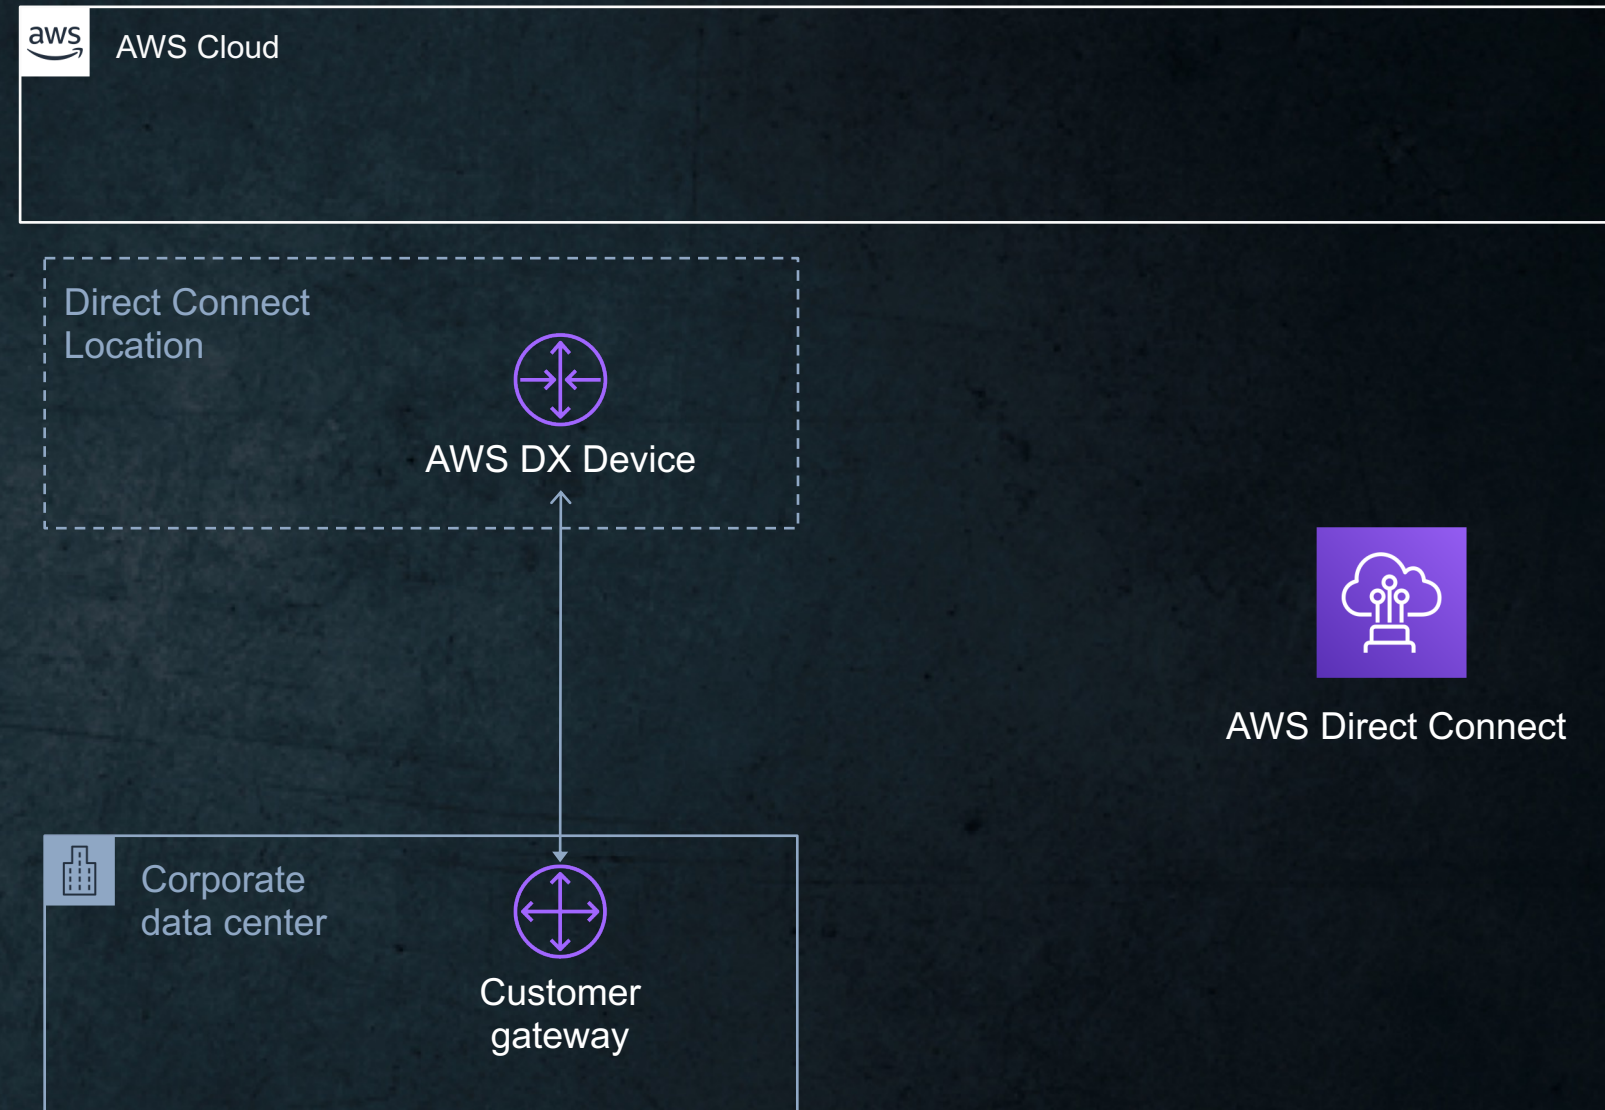 aws
AWS Cloud
Direct Connect
Location
AWS DX Device
AWS Direct Connect
Corporate
data center
Customer
gateway